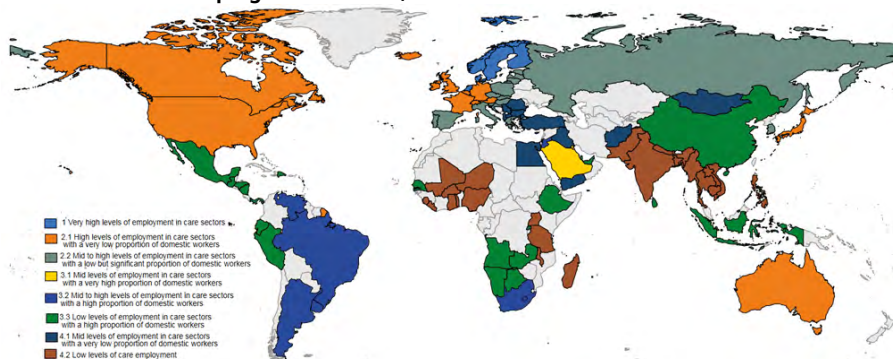 1 Very high levels of employment in care sectors
2.1 High levels of employment in care sectors
with a very low proportion of domestic workers
2.2 Mid to high levels of employment in care sectors
with a low but significant proportion of domestic workers
3.1 Mid levels of employment in care sectors
with a very high proportion of domestic workers
3.2 Mid to high levels of employment in care sectors
with a high proportion of domestic workers
3.3 Low levels of employment in care sectors
with a high proportion of domestic workers
4.1 Mid levels of employment in care sectors
with a very low proportion of domestic workers
4.2 Low levels of care employment